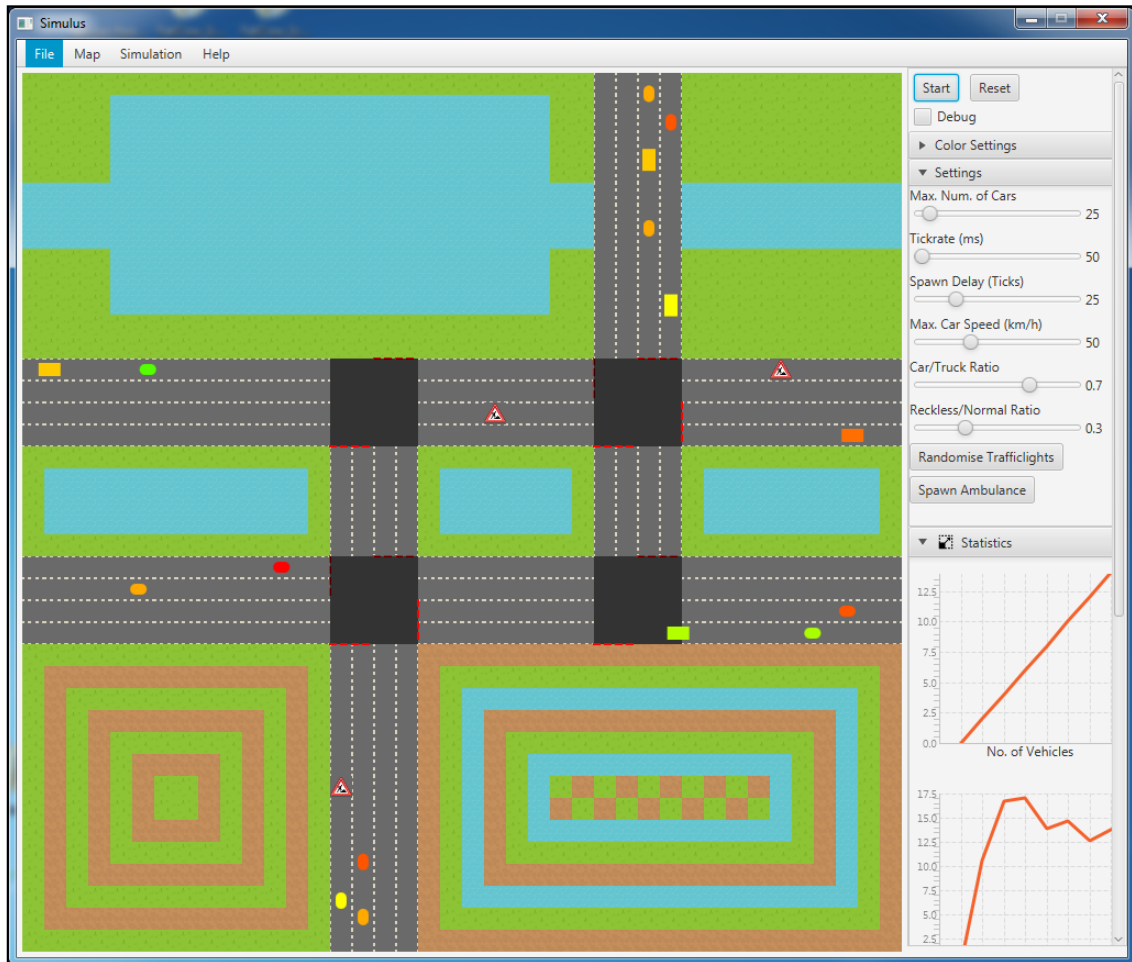 Simulus
File Map Simulation Help
Start Reset
Debug
Color Settings
Settings
Max. Num. of Cars
25
Tickrate (ms)
50
Spawn Delay (Ticks)
25
Max. Car Speed (km/h)
50
Car/Truck Ratio
0.7
Reckless/Normal Ratio
0.3
Randomise Trafficlights
Spawn Ambulance
Statistics
12.5
10.0
7.5
5.0
2.5
0.0
No. of Vehicles
17.5
15.0
12.5
10.0
7.5
5.0
2.5